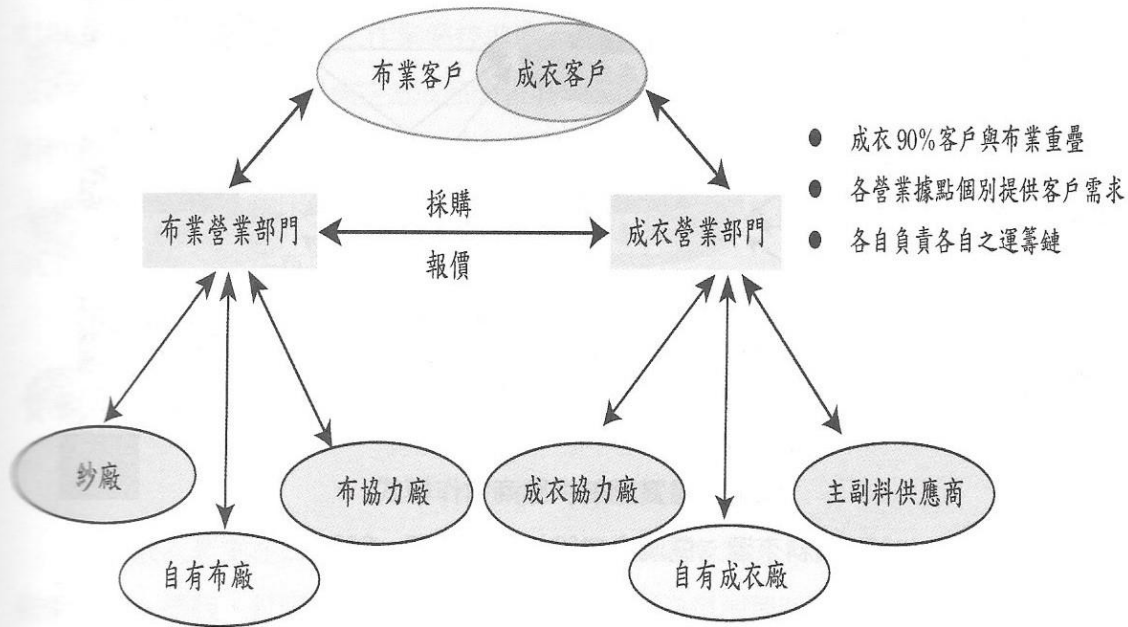 布業客戶
成衣客戶
● 成衣90%客戶與布業重疊
● 各營業據點個別提供客戶需求
● 各自負責各自之運籌鏈
布業營業部門
採購
報價
成衣營業部門
紗廠
布協力廠
成衣協力廠
主副料供應商
自有布廠
自有成衣廠